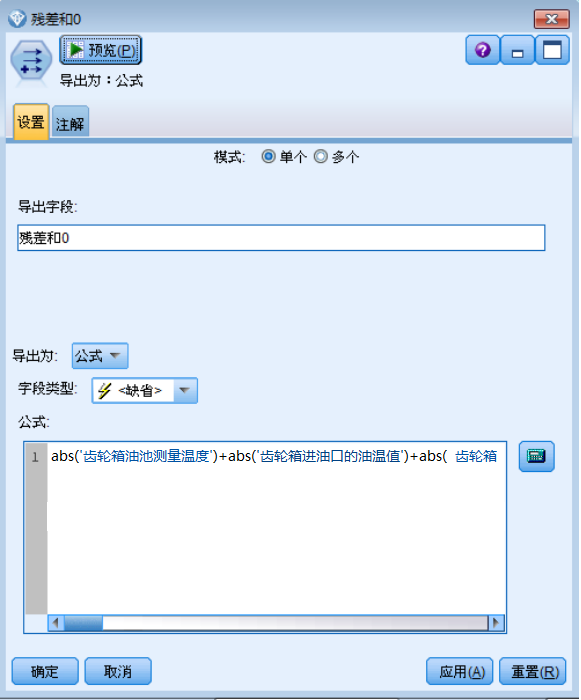 残差和0
预览(P)
导出为：公式
设置 注解
模式: 单个 多个
导出字段:
残差和0
导出为: 公式
字段类型: <缺省>
公式:
1 abs('齿轮箱油池测量温度')+abs('齿轮箱进油口的油温值')+abs( 齿轮箱
确定 取消 应用(A) 重置(R)